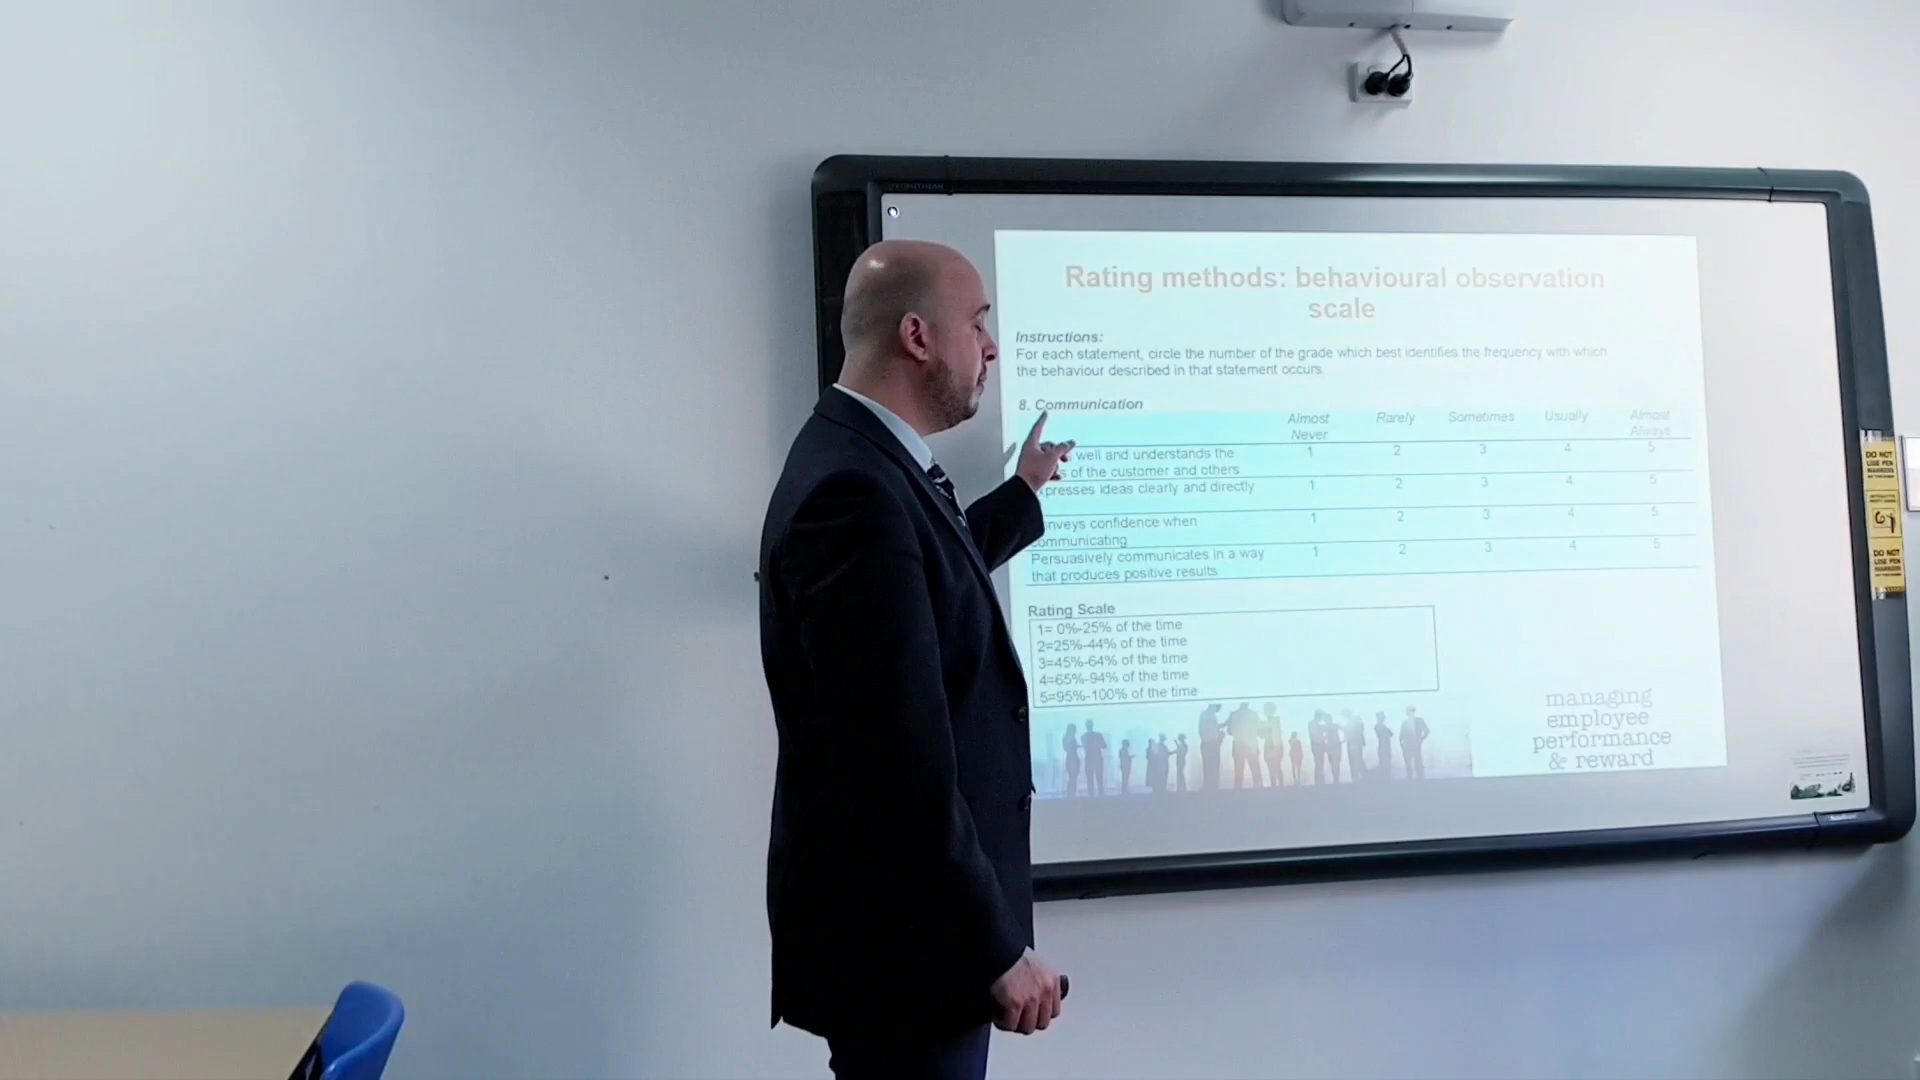 Rating methods: behavioural observation
scale
Instructions:
For each statement, circle the number of the grade which best identifies the frequency with which
the behaviour described in that statement occurs.
8. Communication
Almost Never Rarely Sometimes Usually Almost Always
well and understands the
of the customer and others 1 2 3 4 5
xpresses ideas clearly and directly 1 2 3 4 5
onveys confidence when
ommunicating 1 2 3 4 5
Persuasively communicates in a way
that produces positive results 1 2 3 4 5
Rating Scale
1= 0%-25% of the time
2=25%-44% of the time
3=45%-64% of the time
4=65%-94% of the time
5=95%-100% of the time
managing
employee
performance
& reward
DO NOT
USE PEN
MARKERS
DO NOT
USE PEN
MARKERS